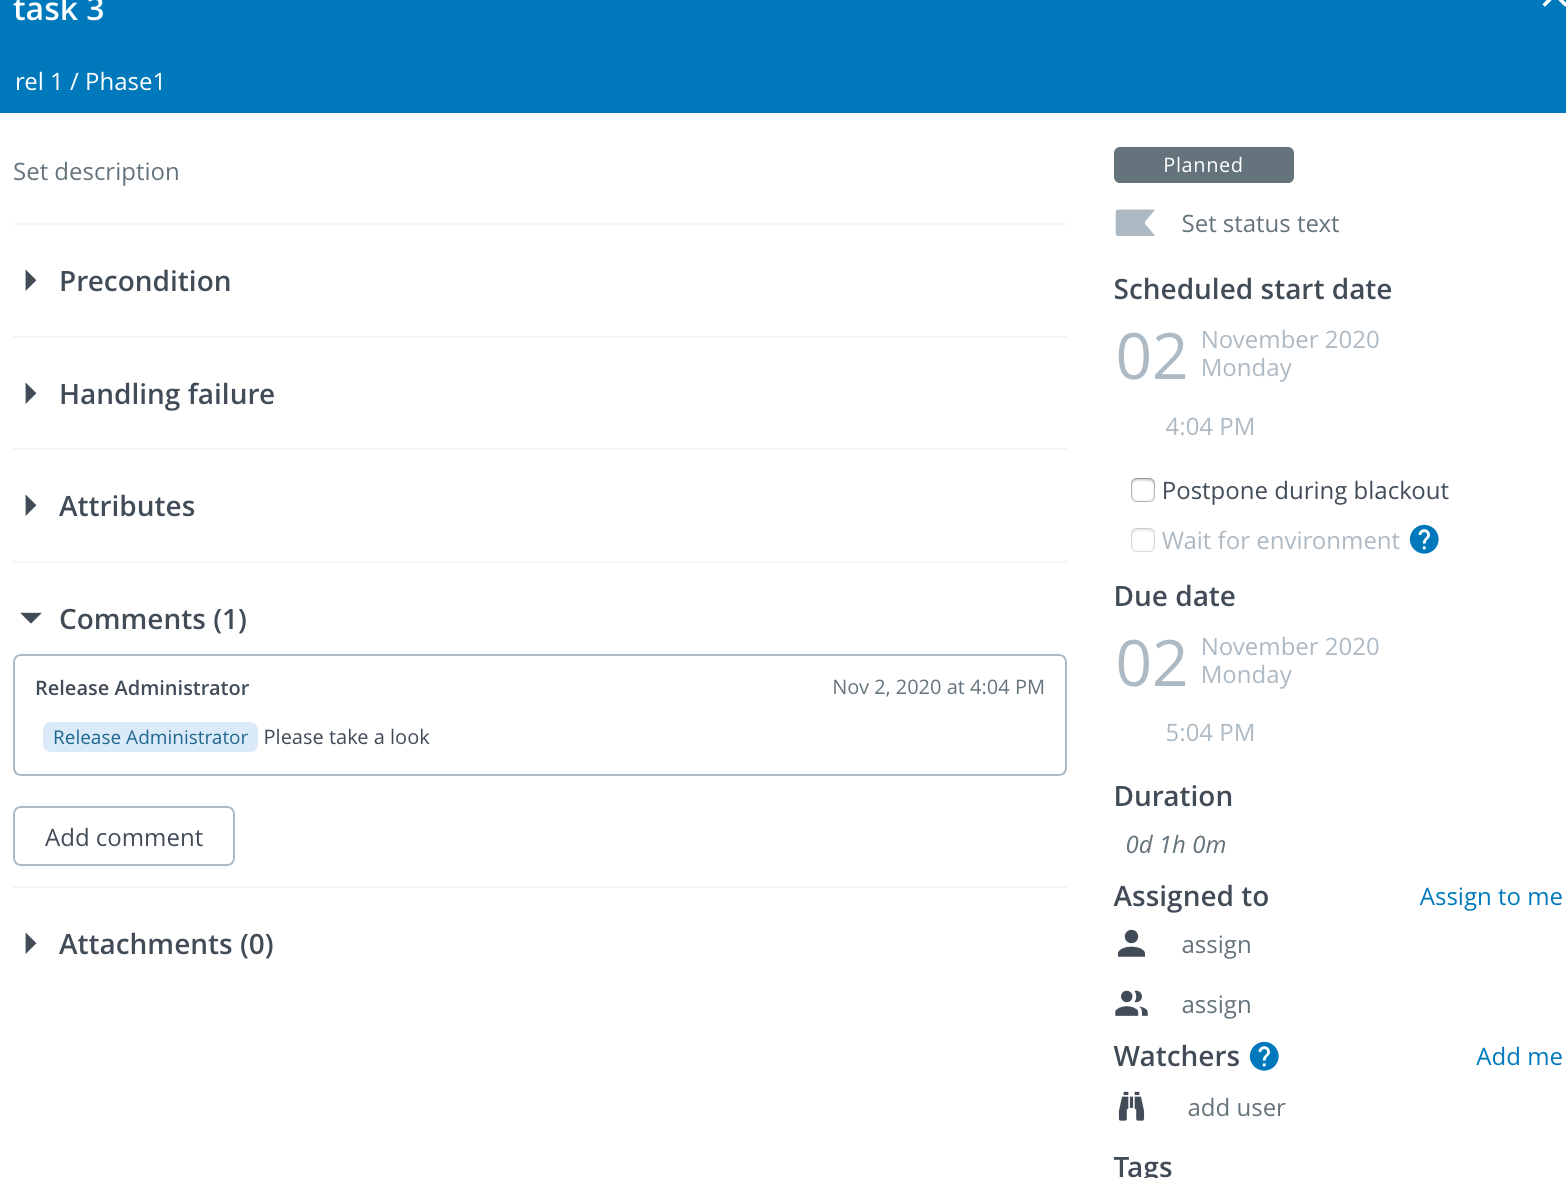 task 3
rel 1 / Phase1
Set description
Precondition
Handling failure
Attributes
Comments (1)
Release Administrator Nov 2, 2020 at 4:04 PM
Release Administrator Please take a look
Add comment
Attachments (0)
Planned
Set status text
Scheduled start date
02 November 2020
Monday
4:04 PM
Postpone during blackout
Wait for environment ?
Due date
02 November 2020
Monday
5:04 PM
Duration
0d 1h 0m
Assigned to Assign to me
assign
assign
Watchers ? Add me
add user
Tags